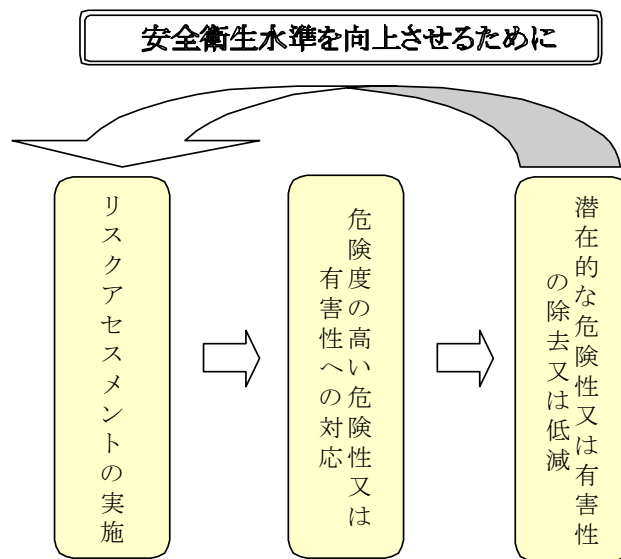 安全衛生水準を向上させるために
リスクアセスメントの実施
危険度の高い危険性又は
有害性への対応
潜在的な危険性又は有害性
の除去又は低減